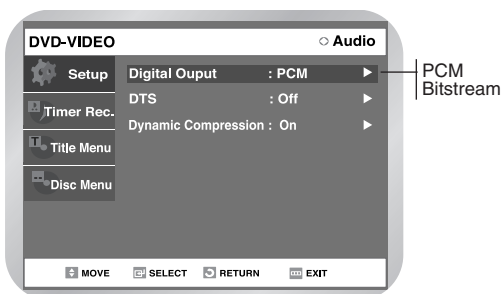 DVD-VIDEO Audio
Setup Digital Ouput : PCM
DTS : Off
Timer Rec.
Dynamic Compression : On
Title Menu
Disc Menu
MOVE SELECT RETURN EXIT
PCM
Bitstream